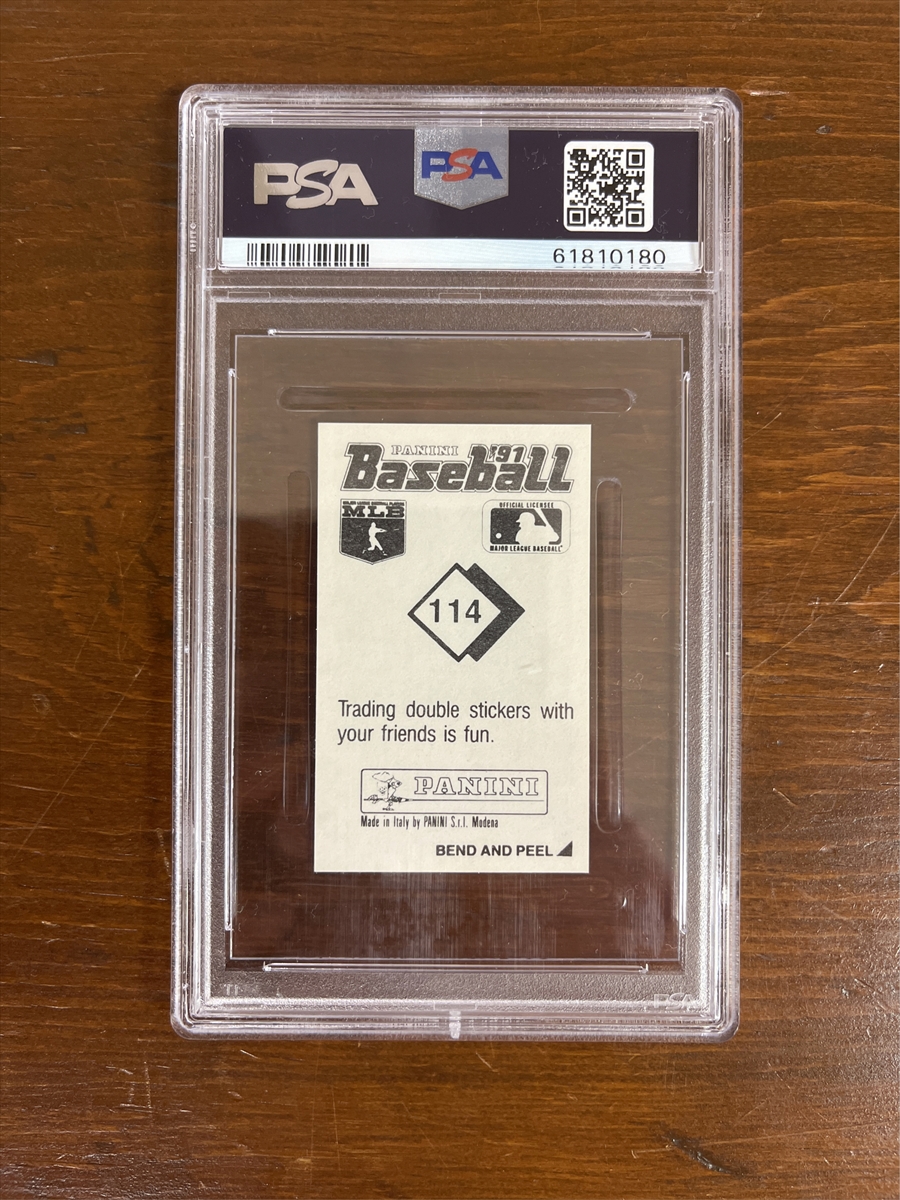 PSA
PSA
61810180
PANINI '91
Baseball
MLB
OFFICIAL LICENSEE
MAJOR LEAGUE BASEBALL
114
Trading double stickers with
your friends is fun.
PANINI
Made in Italy by PANINI S.r.l. Modena
BEND AND PEEL
PSA